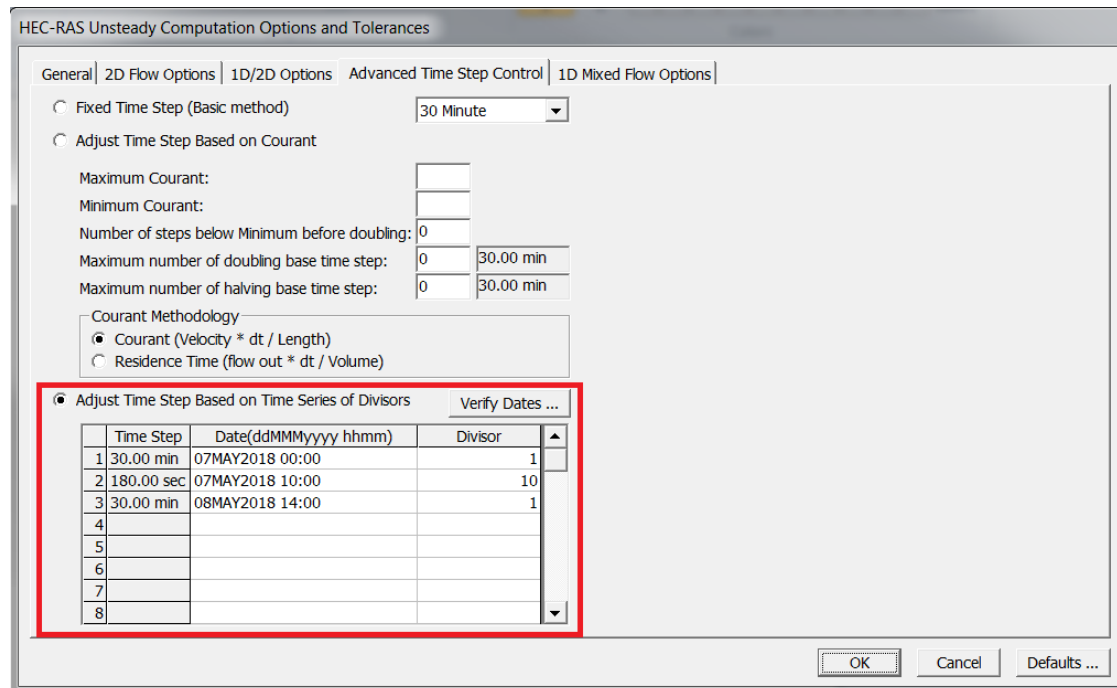 HEC-RAS Unsteady Computation Options and Tolerances
General 2D Flow Options 1D/2D Options Advanced Time Step Control 1D Mixed Flow Options
Fixed Time Step (Basic method) 30 Minute
Adjust Time Step Based on Courant
Maximum Courant:
Minimum Courant:
Number of steps below Minimum before doubling: 0
Maximum number of doubling base time step: 0 30.00 min
Maximum number of halving base time step: 0 30.00 min
Courant Methodology
Courant (Velocity * dt / Length)
Residence Time (flow out * dt / Volume)
Adjust Time Step Based on Time Series of Divisors Verify Dates ...
Time Step Date(ddMMMyyyy hhmm) Divisor
1 30.00 min 07MAY2018 00:00 1
2 180.00 sec 07MAY2018 10:00 10
3 30.00 min 08MAY2018 14:00 1
4
5
6
7
8
OK Cancel Defaults ...